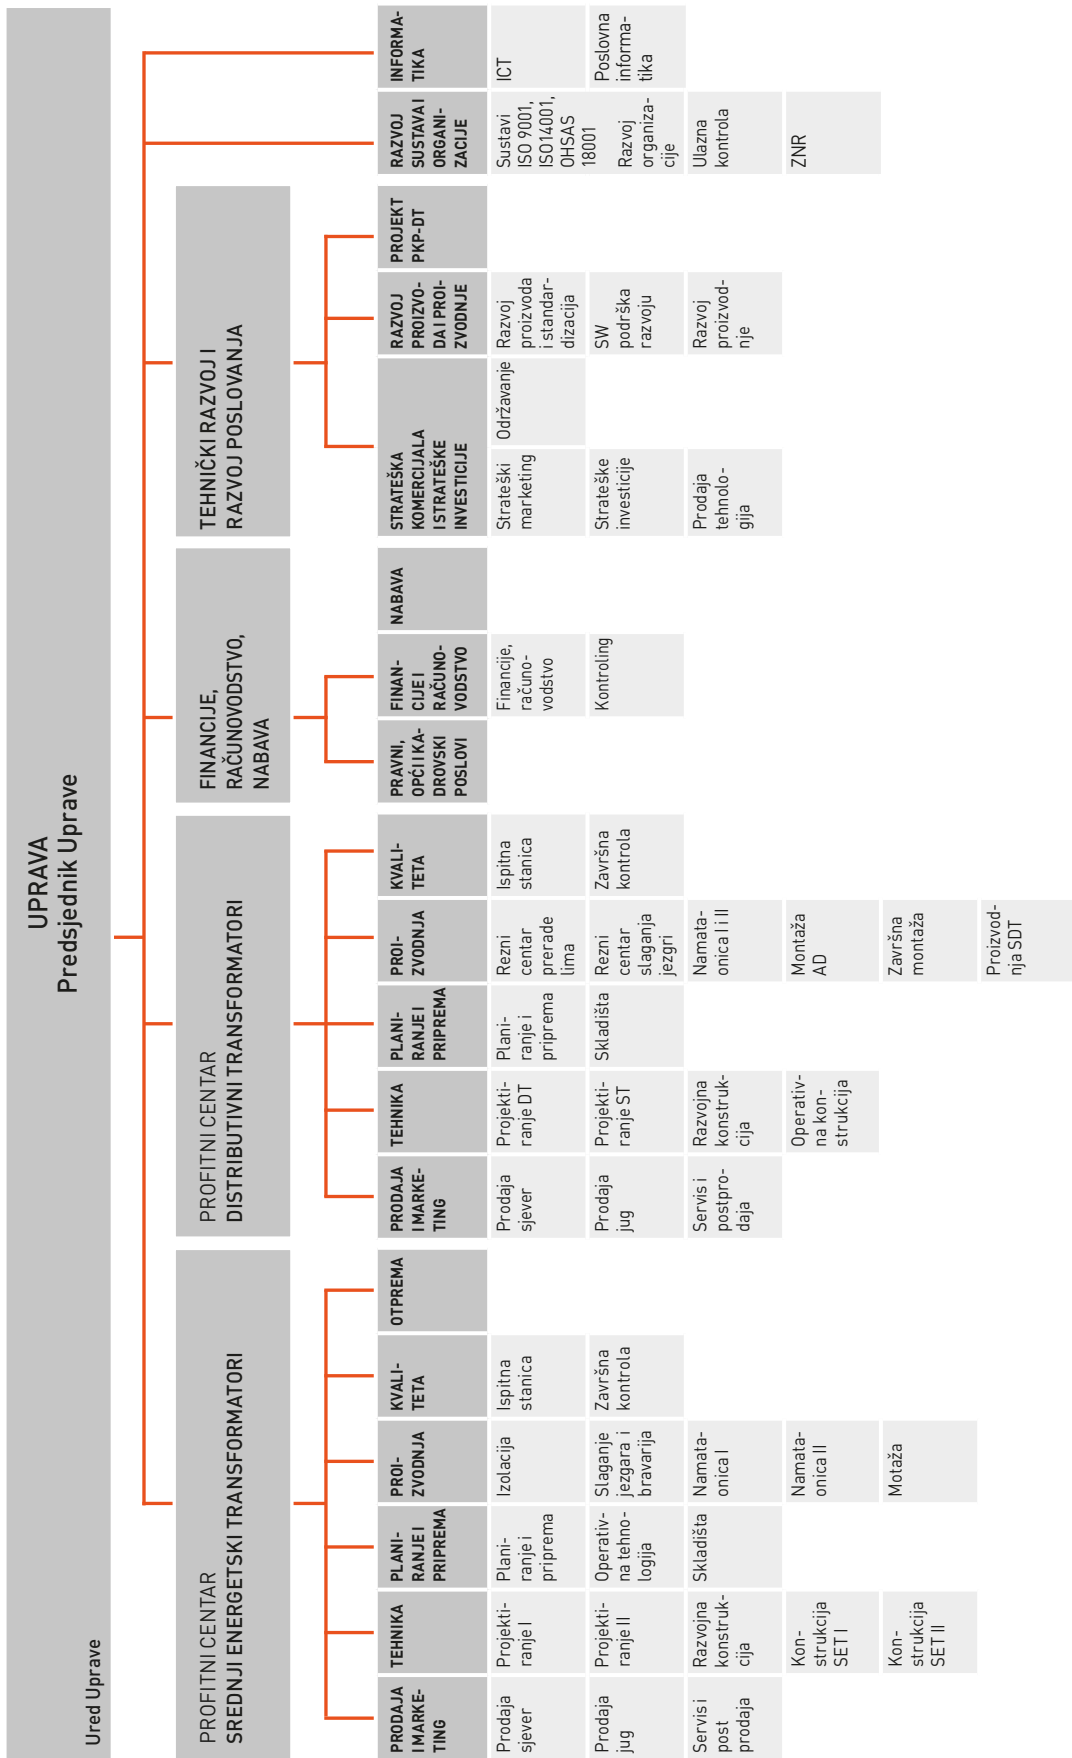 UPRAVA
Predsjednik Uprave
Ured Uprave
PROFITNI CENTAR
SREDNJI ENERGETSKI TRANSFORMATORI
PRODAJA
I MARKE-
TING
Prodaja
sjever
Prodaja
jug
Servis i
post
prodaja
TEHNIKA
Projekti-
ranje I
Projekti-
ranje II
Razvojna
konstruk-
cija
Kon-
strukcija
SET I
Kon-
strukcija
SET II
PLANI-
RANJE I
PRIPREMA
Plani-
ranje i
priprema
Operativ-
na tehno-
logija
Skladišta
PROI-
ZVODNJA
Izolacija
Slaganje
jezgara i
bravarija
Namata-
onica I
Namata-
onica II
Motaža
KVALI-
TETA
Ispitna
stanica
Završna
kontrola
OTPREMA
PROFITNI CENTAR
DISTRIBUTIVNI TRANSFORMATORI
PRODAJA
I MARKE-
TING
Prodaja
sjever
Prodaja
jug
Servis i
postpro-
daja
TEHNIKA
Projekti-
ranje DT
Projekti-
ranje ST
Razvojna
konstruk-
cija
Operativ-
na kon-
strukcija
PLANI-
RANJE I
PRIPREMA
Plani-
ranje i
priprema
Skladišta
PROI-
ZVODNJA
Rezni
centar
prerade
lima
Rezni
centar
slaganja
jezgri
Namata-
onica I i II
Montaža
AD
Završna
montaža
Proizvod-
nja SDT
KVALI-
TETA
Ispitna
stanica
Završna
kontrola
FINANCIJE,
RAČUNOVODSTVO,
NABAVA
PRAVNI,
OPĆI I KA-
DROVSKI
POSLOVI
FINAN-
CIJE I
RAČUNO-
VODSTVO
Financije,
računo-
vodstvo
Kontroling
NABAVA
TEHNIČKI RAZVOJ I
RAZVOJ POSLOVANJA
STRATEŠKA
KOMERCIJALA
I STRATEŠKE
INVESTICIJE
Strateški
marketing
Održavanje
Strateške
investicije
Prodaja
tehnolo-
gija
RAZVOJ
PROIZVO-
DA I PROI-
ZVODNJE
Razvoj
proizvoda
i standar-
dizacija
SW
podrška
razvoju
Razvoj
proizvod-
nje
PROJEKT
PKP-DT
RAZVOJ
SUSTAVA I
ORGANI-
ZACIJE
Sustavi
ISO 9001,
ISO14001,
OHSAS
18001
Razvoj
organiza-
cije
Ulazna
kontrola
ZNR
INFORMA-
TIKA
ICT
Poslovna
informa-
tika